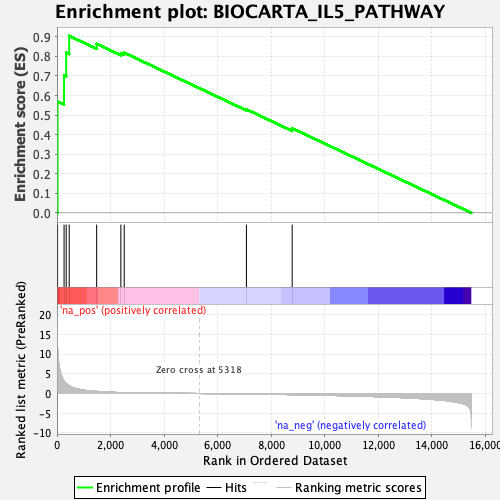 Enrichment plot: BIOCARTA_IL5_PATHWAY
Enrichment score (ES)
0.9
0.8
0.7
0.6
0.5
0.4
0.3
0.2
0.1
0.0
'na_pos' (positively correlated)
Ranked list metric (PreRanked)
20
15
10
5
0
-5
-10
Zero cross at 5318
'na_neg' (negatively correlated)
0 2,000 4,000 6,000 8,000 10,000 12,000 14,000 16,000
Rank in Ordered Dataset
Enrichment profile Hits Ranking metric scores